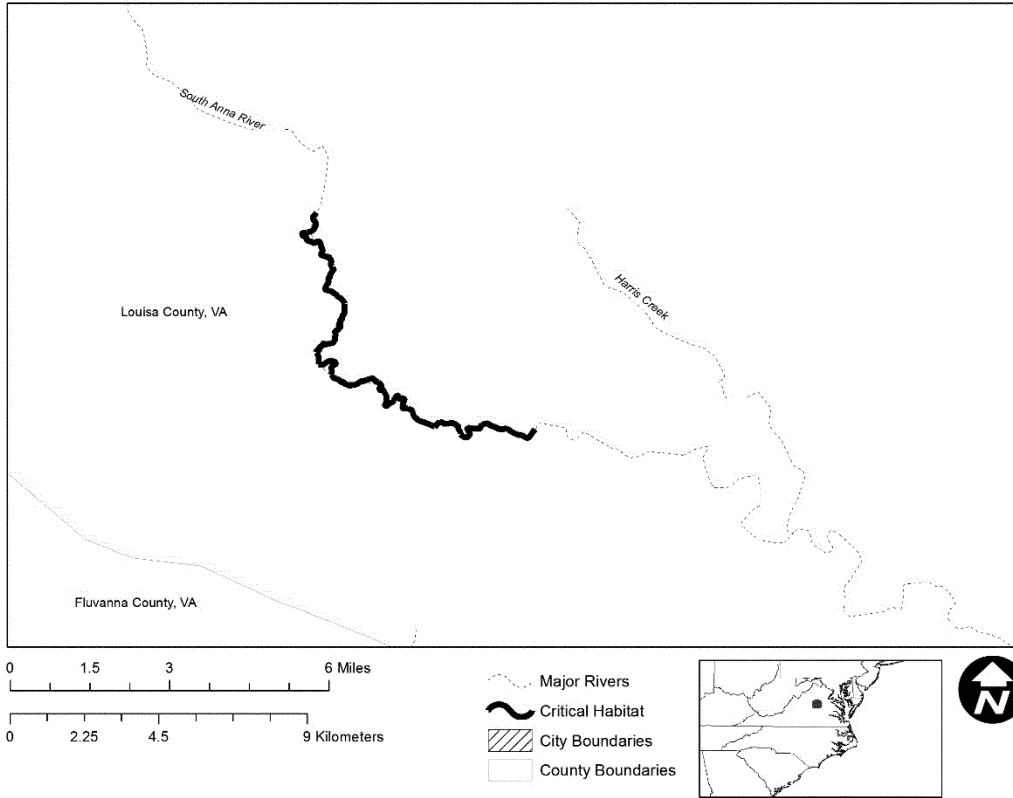 South Anna River
Harris Creek
Louisa County, VA
Fluvanna County, VA
0 1.5 3 6 Miles
0 2.25 4.5 9 Kilometers
Major Rivers
Critical Habitat
City Boundaries
County Boundaries
N